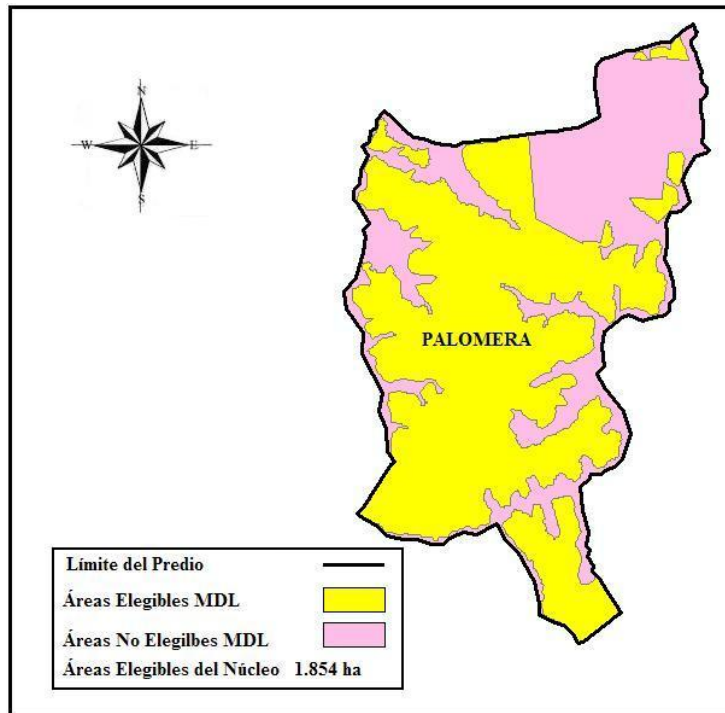 N
W E
S
PALOMERA
Límite del Predio
Áreas Elegibles MDL
Áreas No Elegilbes MDL
Áreas Elegibles del Núcleo 1.854 ha